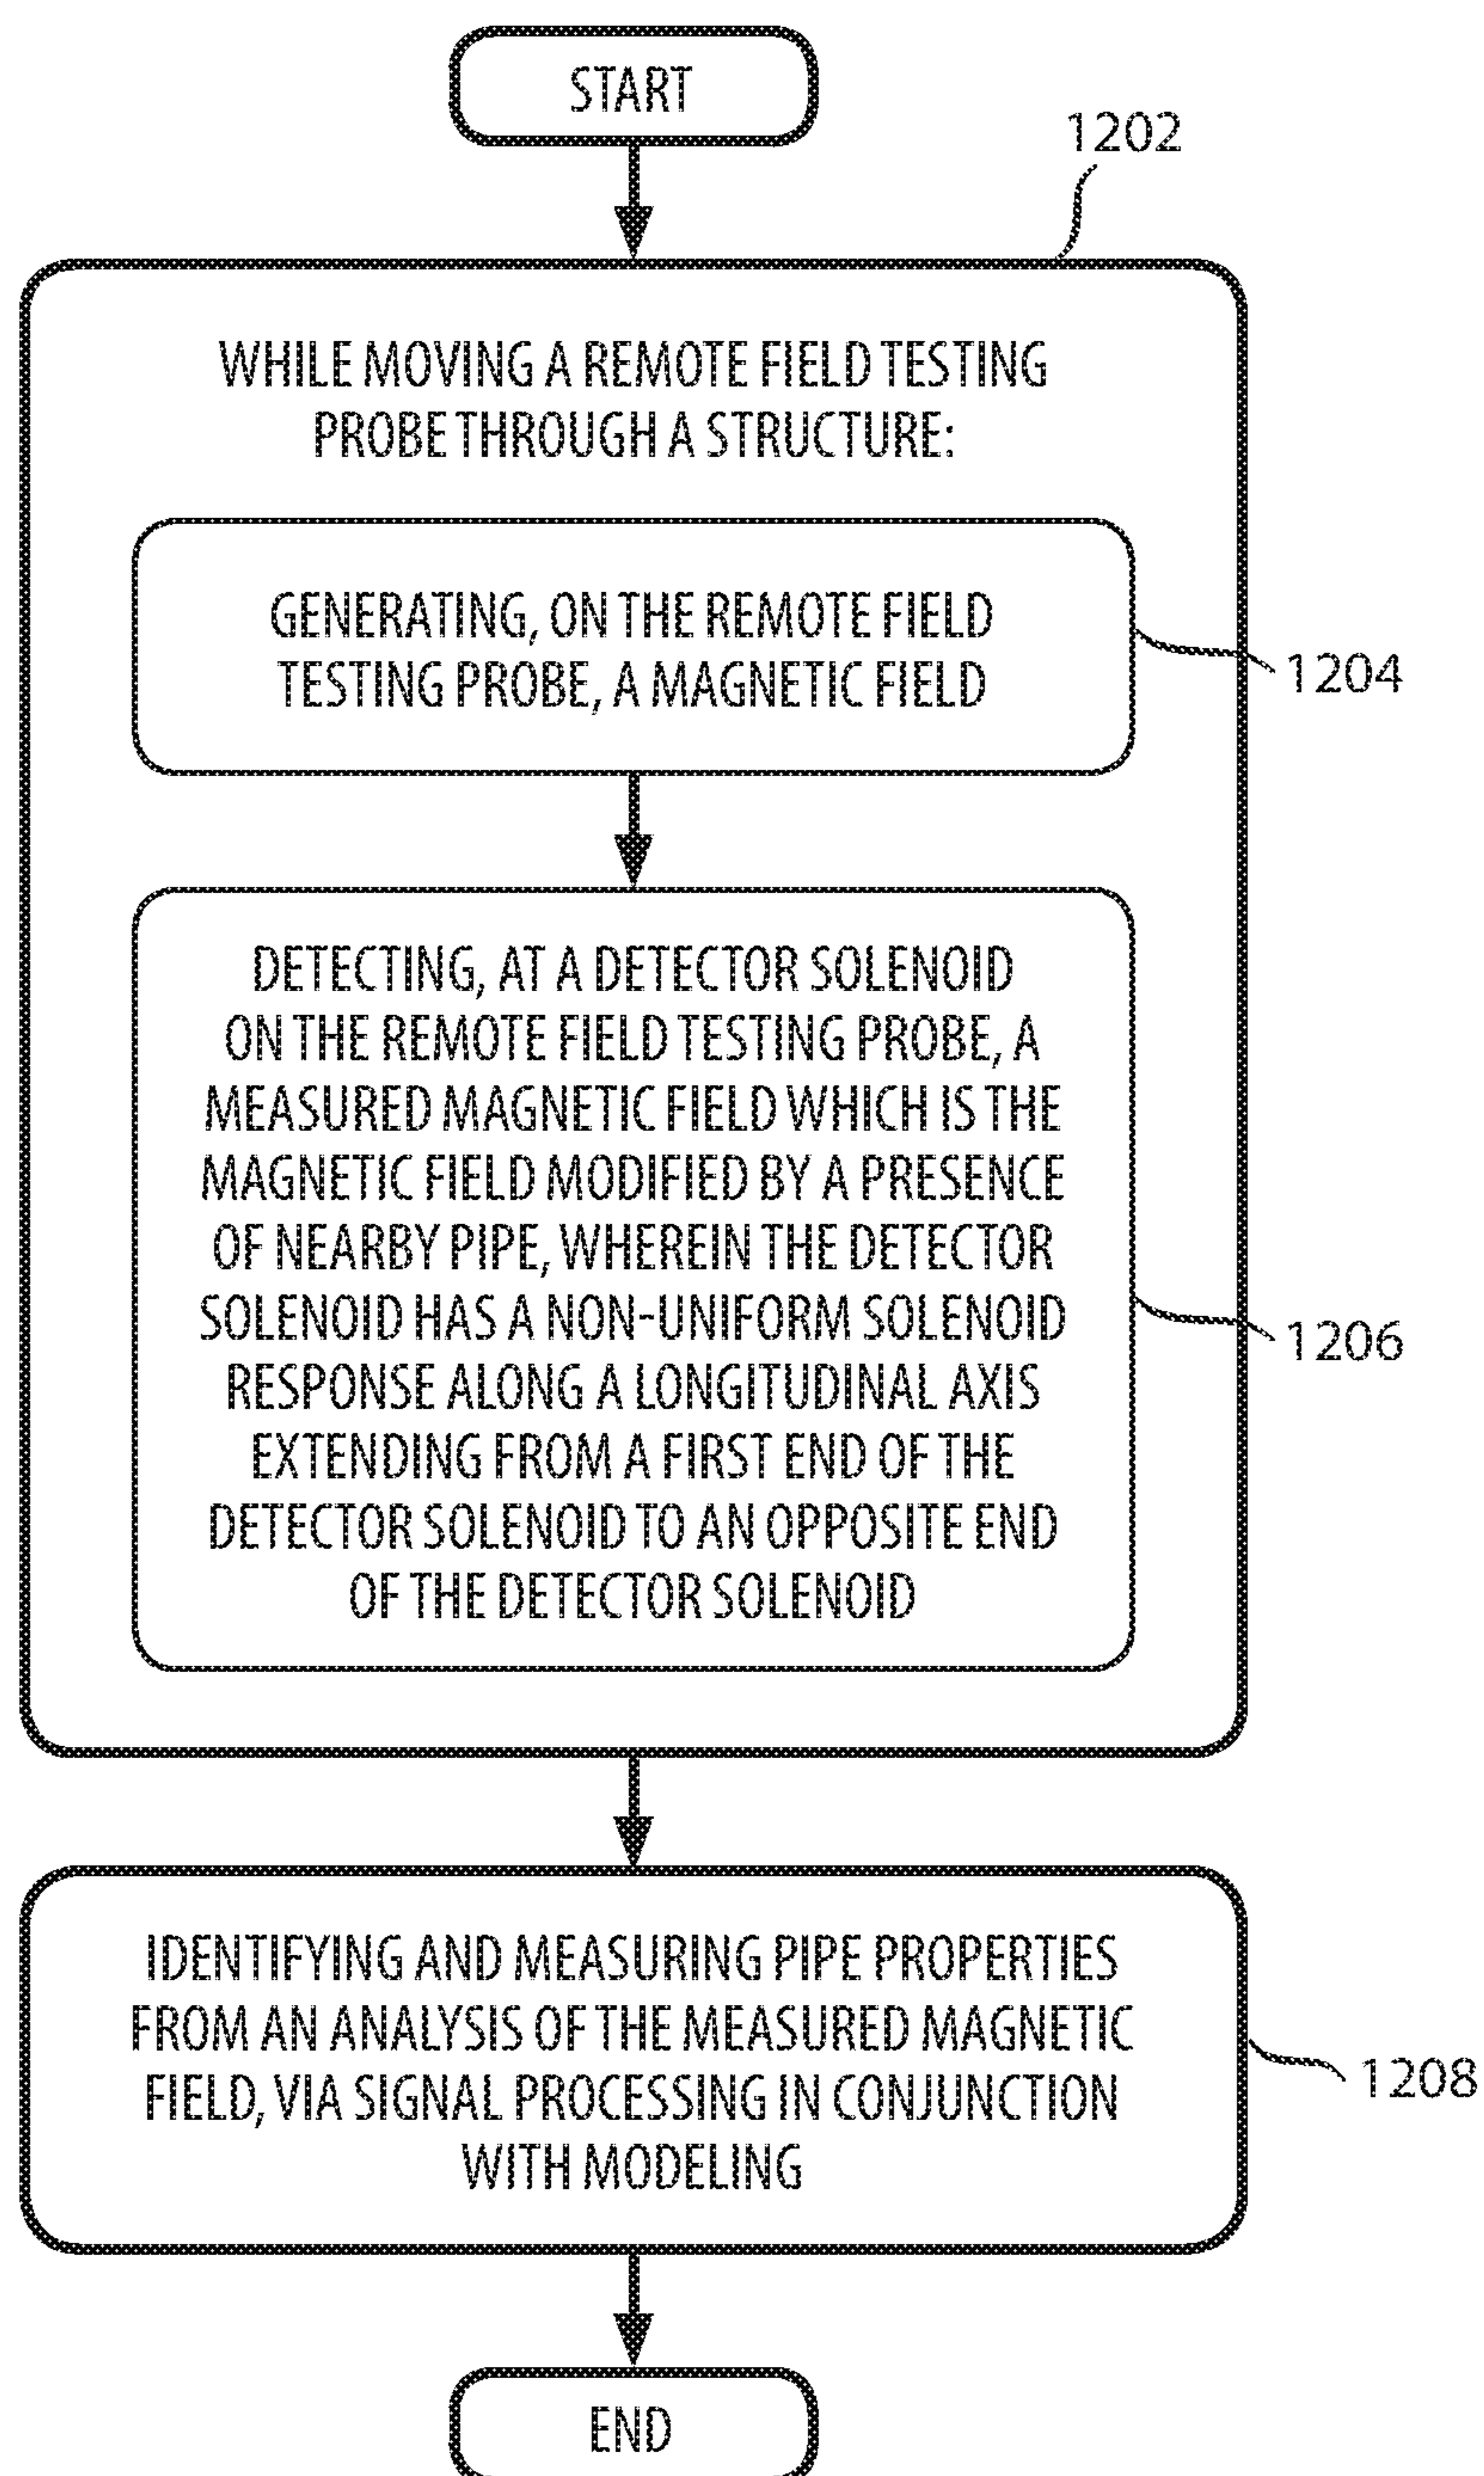 START
1202
WHILE MOVING A REMOTE FIELD TESTING
PROBE THROUGH A STRUCTURE:
GENERATING, ON THE REMOTE FIELD
TESTING PROBE, A MAGNETIC FIELD
1204
DETECTING, AT A DETECTOR SOLENOID
ON THE REMOTE FIELD TESTING PROBE, A
MEASURED MAGNETIC FIELD WHICH IS THE
MAGNETIC FIELD MODIFIED BY A PRESENCE
OF NEARBY PIPE, WHEREIN THE DETECTOR
SOLENOID HAS A NON-UNIFORM SOLENOID
RESPONSE ALONG A LONGITUDINAL AXIS
EXTENDING FROM A FIRST END OF THE
DETECTOR SOLENOID TO AN OPPOSITE END
OF THE DETECTOR SOLENOID
1206
IDENTIFYING AND MEASURING PIPE PROPERTIES
FROM AN ANALYSIS OF THE MEASURED MAGNETIC
FIELD, VIA SIGNAL PROCESSING IN CONJUNCTION
WITH MODELING
1208
END